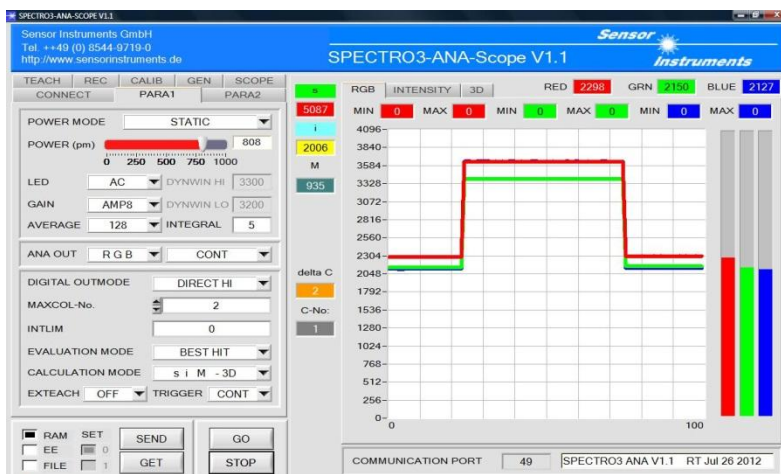 SPECTRO3-ANA-SCOPE V1.1
Sensor Instruments GmbH
Tel. ++49 (0) 8544-9719-0
http://www.sensorinstruments.de
SPECTRO3-ANA-Scope V1.1
Sensor
Instruments
TEACH REC CALIB GEN SCOPE
CONNECT PARA1 PARA2
POWER MODE STATIC
POWER (pm) 808
0 250 500 750 1000
LED AC DYNWIN HI 3300
GAIN AMP8 DYNWIN LO 3200
AVERAGE 128 INTEGRAL 5
ANA OUT R G B CONT
DIGITAL OUTMODE DIRECT HI
MAXCOL-No. 2
INTLIM 0
EVALUATION MODE BEST HIT
CALCULATION MODE s i M - 3D
EXTEACH OFF TRIGGER CONT
RAM SET SEND GO
EE 0
FILE 1 GET STOP
s
5087
i
2006
M
935
delta C
2
C-No:
1
RGB INTENSITY 3D RED 2298 GRN 2150 BLUE 2127
MIN 0 MAX 0 MIN 0 MAX 0 MIN 0 MAX 0
4096
3840
3584
3328
3072
2816
2560
2304
2048
1792
1536
1280
1024
768
512
256
0
0 100
COMMUNICATION PORT 49 SPECTRO3 ANA V1.1 RT Jul 26 2012